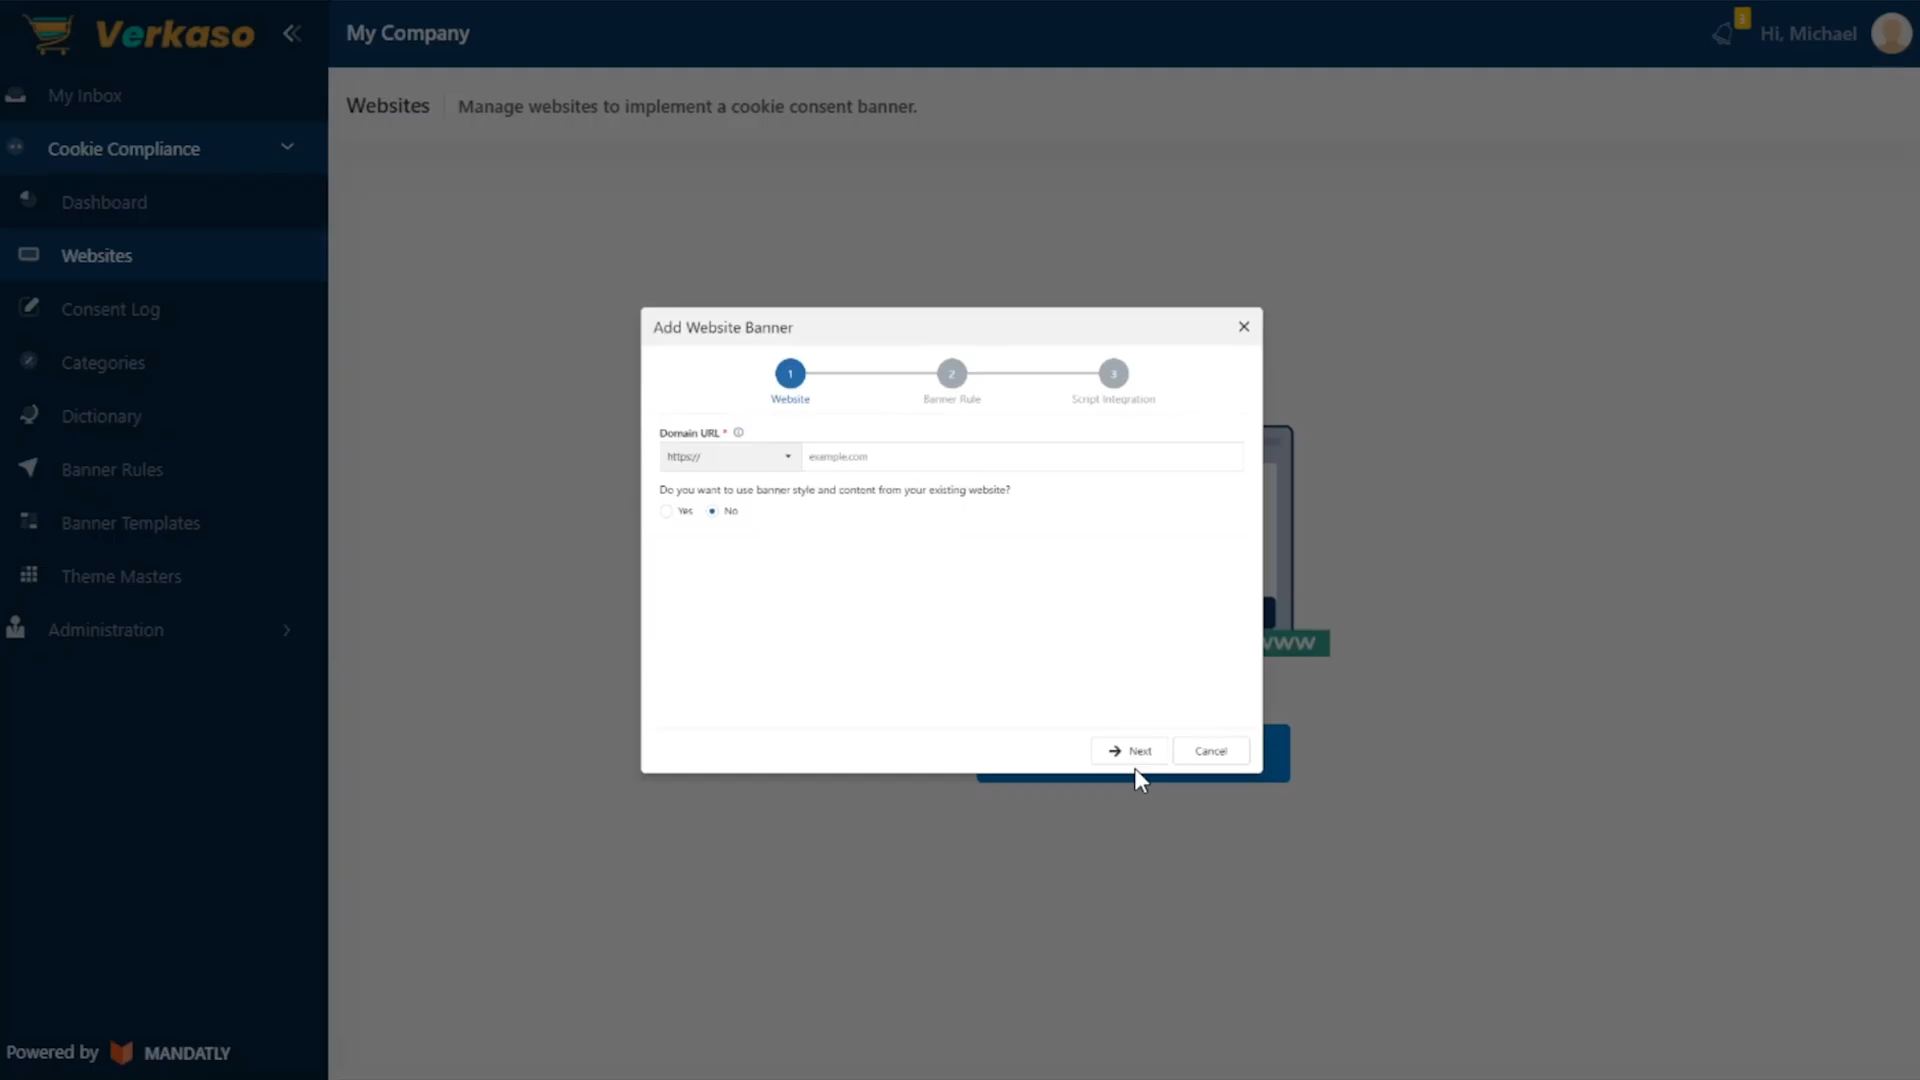 Verkaso
My Company
3
Hi, Michael
My Inbox
Cookie Compliance
Dashboard
Websites
Consent Log
Categories
Dictionary
Banner Rules
Banner Templates
Theme Masters
Administration
Powered by MANDATLY
Websites Manage websites to implement a cookie consent banner.
Add Website Banner
1 2 3
Website Banner Rule Script Integration
Domain URL *
https:// example.com
Do you want to use banner style and content from your existing website?
Yes No
Next Cancel
WWW